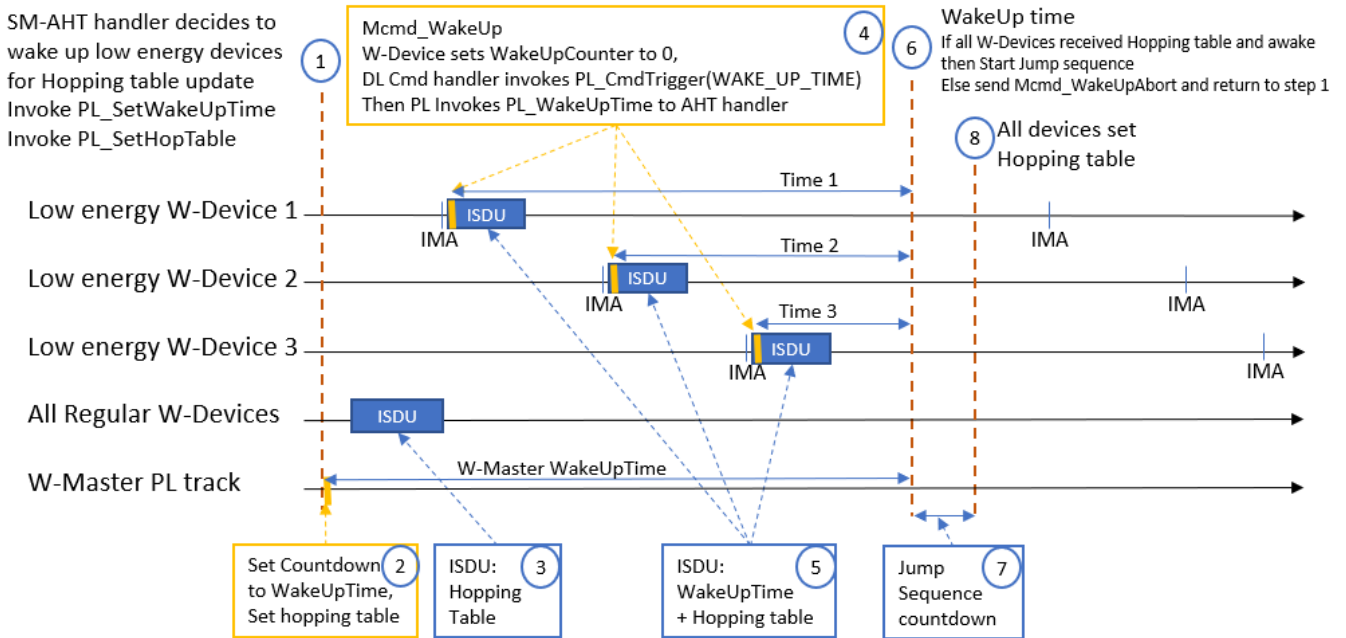 SM-AHT handler decides to
wake up low energy devices
for Hopping table update
Invoke PL_SetWakeUpTime
Invoke PL_SetHopTable
1
Mcmd_WakeUp
W-Device sets WakeUpCounter to 0,
DL Cmd handler invokes PL_CmdTrigger(WAKE_UP_TIME)
Then PL Invokes PL_WakeUpTime to AHT handler
4
6
WakeUp time
If all W-Devices received Hopping table and awake
then Start Jump sequence
Else send Mcmd_WakeUpAbort and return to step 1
8
All devices set
Hopping table
Low energy W-Device 1
IMA
ISDU
Time 1
IMA
Low energy W-Device 2
IMA
ISDU
Time 2
IMA
Low energy W-Device 3
IMA
ISDU
Time 3
IMA
All Regular W-Devices
ISDU
W-Master PL track
W-Master WakeUpTime
Set Countdown
to WakeUpTime,
Set hopping table
2
ISDU:
Hopping
Table
3
ISDU:
WakeUpTime
+ Hopping table
5
Jump
Sequence
countdown
7